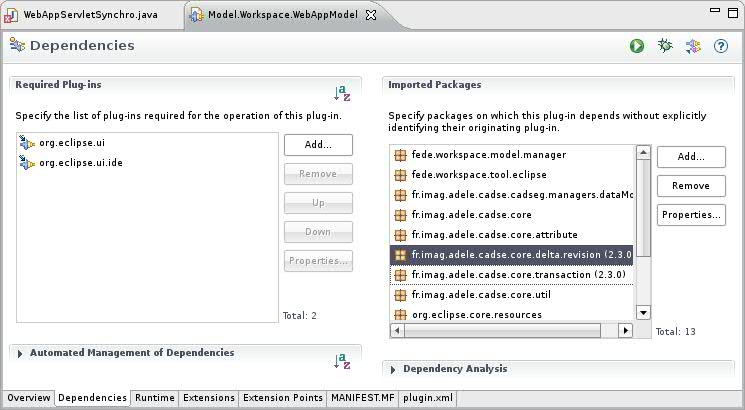 WebAppServletSynchro.java
Model.Workspace.WebAppModel
Dependencies
Required Plug-ins
Specify the list of plug-ins required for the operation of this plug-in.
org.eclipse.ui
org.eclipse.ui.ide
Add...
Remove
Up
Down
Properties...
Total: 2
Automated Management of Dependencies
Imported Packages
Specify packages on which this plug-in depends without explicitly
identifying their originating plug-in.
fede.workspace.model.manager
fede.workspace.tool.eclipse
fr.imag.adele.cadse.cadseg.managers.dataMo
fr.imag.adele.cadse.core
fr.imag.adele.cadse.core.attribute
fr.imag.adele.cadse.core.delta.revision (2.3.0
fr.imag.adele.cadse.core.transaction (2.3.0)
fr.imag.adele.cadse.core.util
org.eclipse.core.resources
Add...
Remove
Properties...
Total: 13
Dependency Analysis
Overview Dependencies Runtime Extensions Extension Points MANIFEST.MF plugin.xml